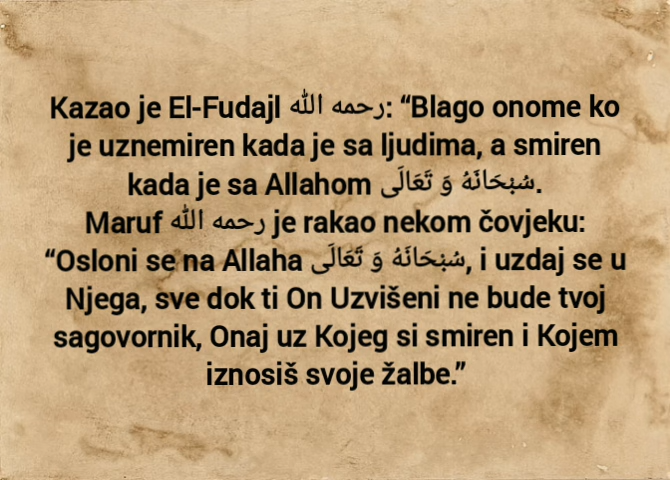 Kazao je El-Fudajl رحمه الله: “Blago onome ko
je uznemiren kada je sa ljudima, a smiren
kada je sa Allahom سُبْحَانَهُ وَ تَعَالَى.
Maruf رحمه الله je rakao nekom čovjeku:
“Osloni se na Allaha سُبْحَانَهُ وَ تَعَالَى, i uzdaj se u
Njega, sve dok ti On Uzvišeni ne bude tvoj
sagovornik, Onaj uz Kojeg si smiren i Kojem
iznosiš svoje žalbe.”